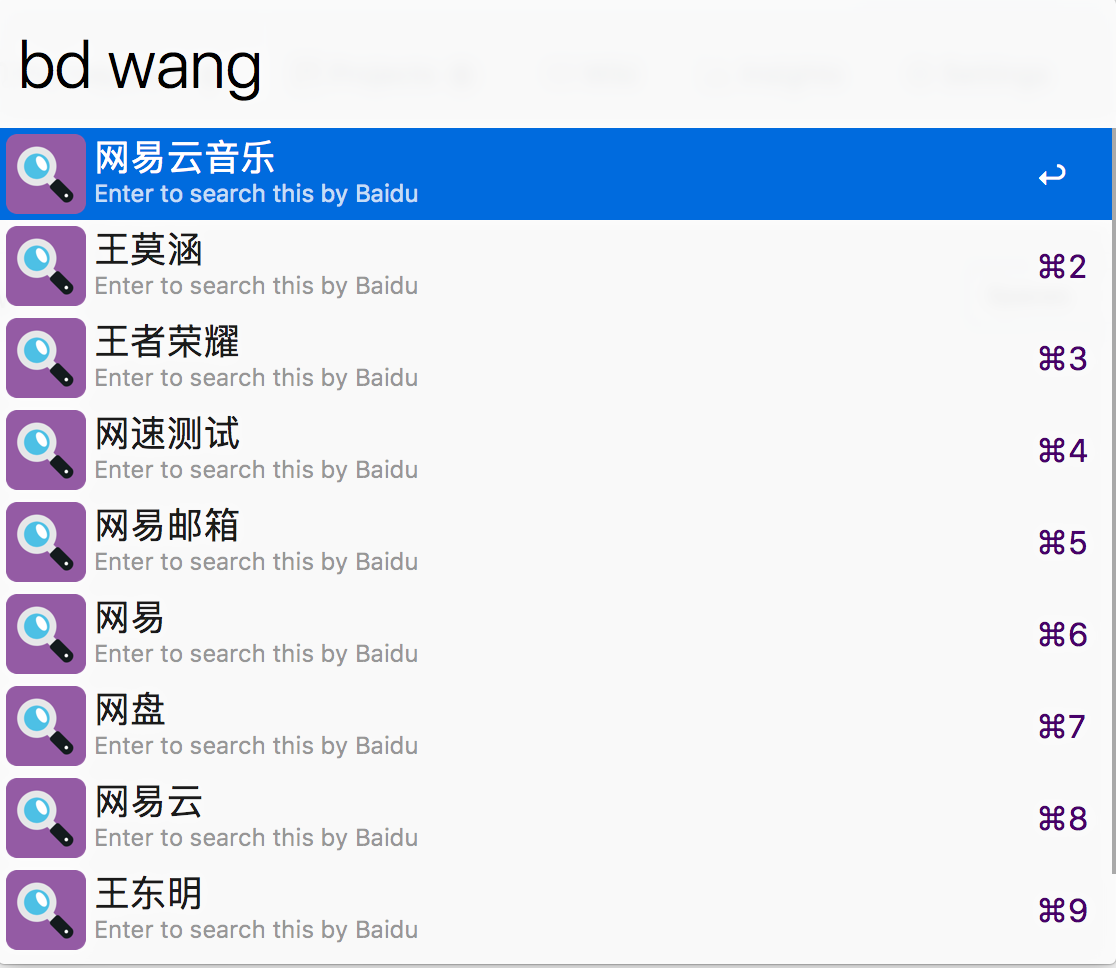 bd wang
网易云音乐
Enter to search this by Baidu
↩
王莫涵
Enter to search this by Baidu
⌘2
王者荣耀
Enter to search this by Baidu
⌘3
网速测试
Enter to search this by Baidu
⌘4
网易邮箱
Enter to search this by Baidu
⌘5
网易
Enter to search this by Baidu
⌘6
网盘
Enter to search this by Baidu
⌘7
网易云
Enter to search this by Baidu
⌘8
王东明
Enter to search this by Baidu
⌘9